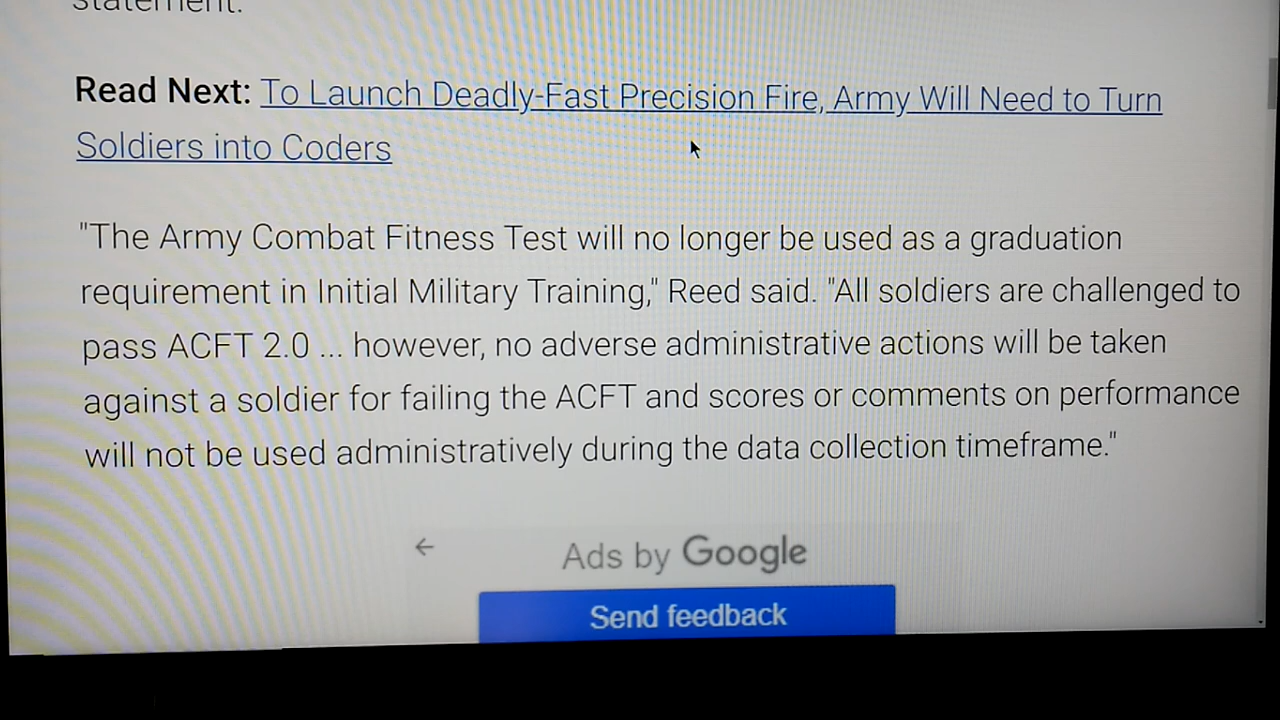 statement.
Read Next: To Launch Deadly-Fast Precision Fire, Army Will Need to Turn
Soldiers into Coders
"The Army Combat Fitness Test will no longer be used as a graduation
requirement in Initial Military Training," Reed said. "All soldiers are challenged to
pass ACFT 2.0 ... however, no adverse administrative actions will be taken
against a soldier for failing the ACFT and scores or comments on performance
will not be used administratively during the data collection timeframe."
Ads by Google
Send feedback